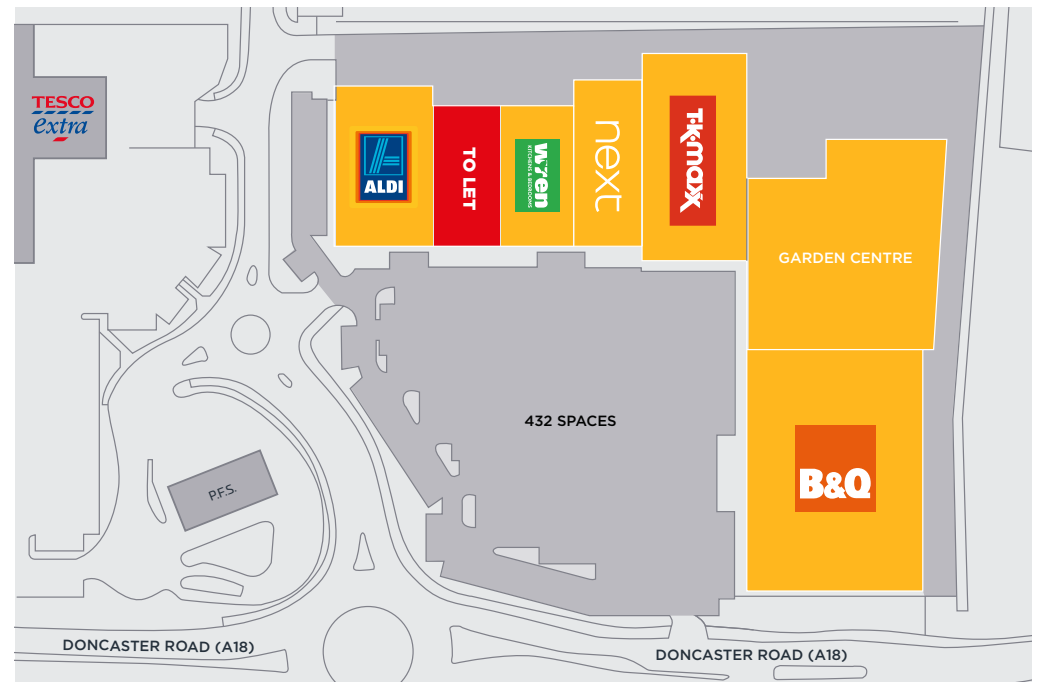 TESCO
extra
ALDI
TO LET
wren
KITCHENS & BEDROOMS
next
T·K·maxx
GARDEN CENTRE
432 SPACES
B&Q
P.F.S.
DONCASTER ROAD (A18)
DONCASTER ROAD (A18)